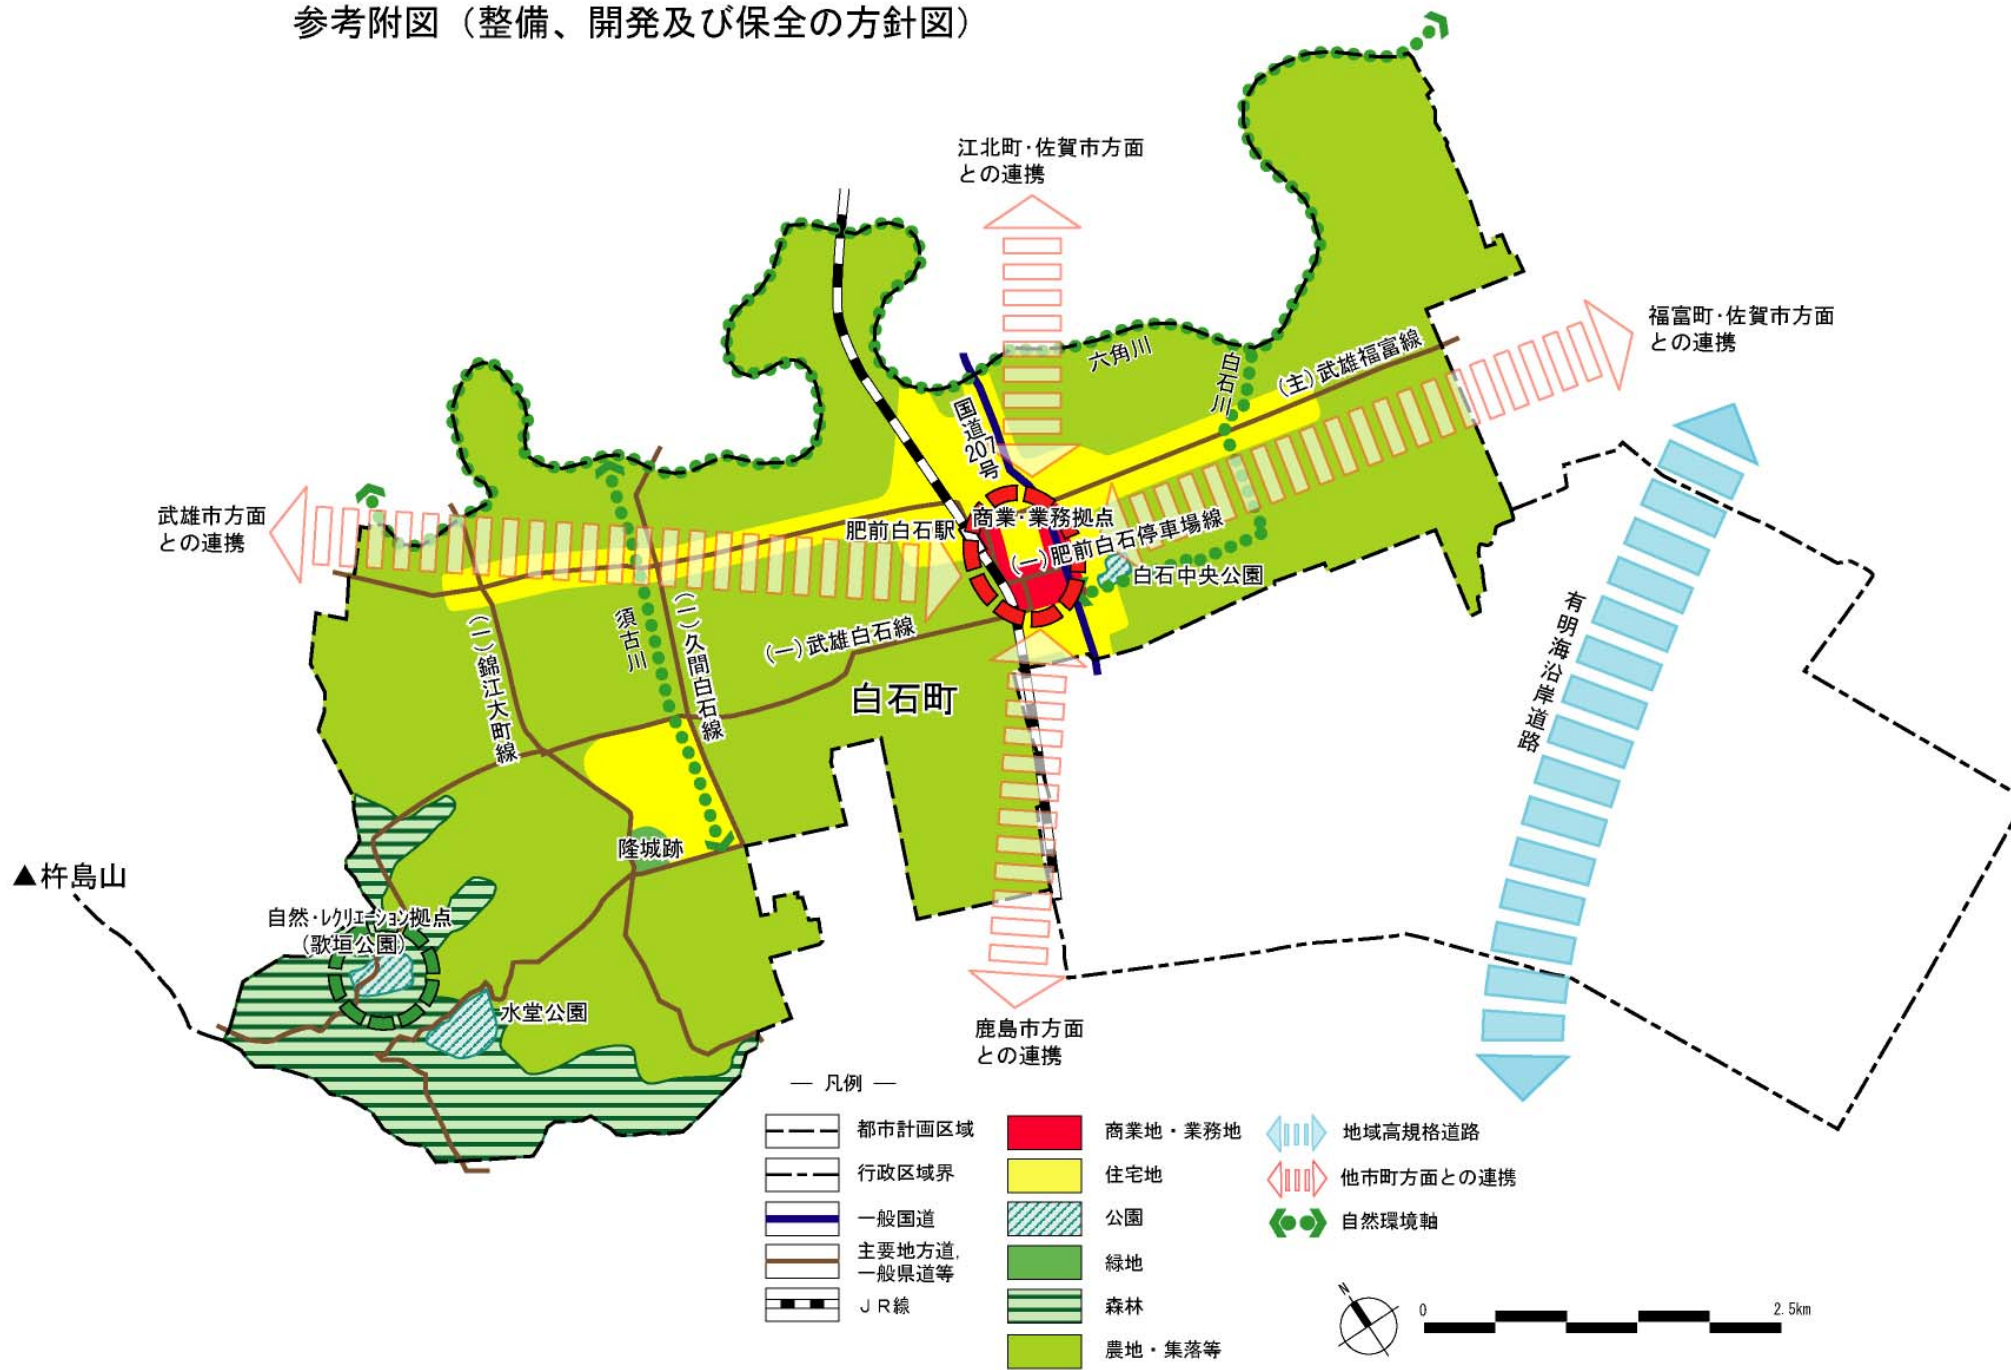 参考附図（整備、開発及び保全の方針図）
江北町・佐賀市方面
との連携
福富町・佐賀市方面
との連携
六角川
白石川
(主)武雄福富線
国道207号
武雄市方面
との連携
肥前白石駅
商業・業務拠点
(一)肥前白石停車場線
白石中央公園
有明海沿岸道路
(一)錦江大町線
須古川
(一)久間白石線
(一)武雄白石線
白石町
隆城跡
▲杵島山
自然・レクリエーション拠点
(歌垣公園)
水堂公園
鹿島市方面
との連携
― 凡例 ―
都市計画区域
行政区域界
一般国道
主要地方道,
一般県道等
ＪＲ線
商業地・業務地
住宅地
公園
緑地
森林
農地・集落等
地域高規格道路
他市町方面との連携
自然環境軸
N
0
2.5km